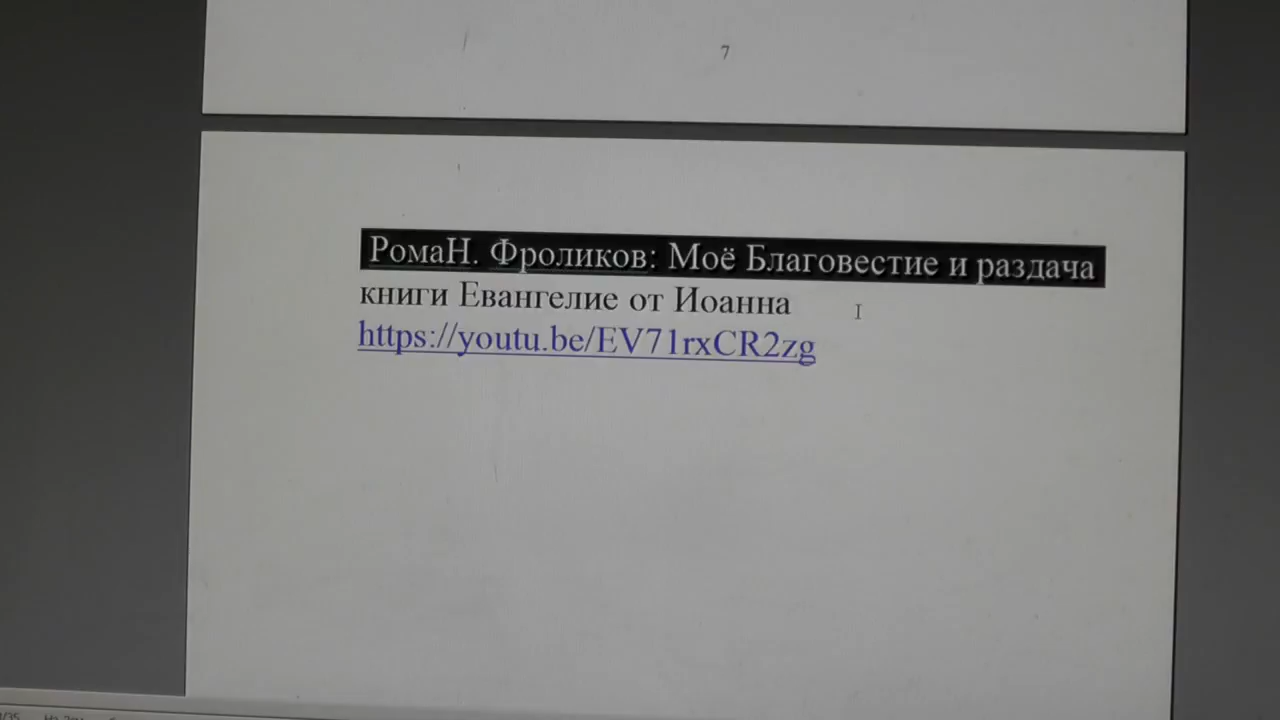 7
РомаН. Фроликов: Моё Благовестие и раздача
книги Евангелие от Иоанна
https://youtu.be/EV71rxCR2zg